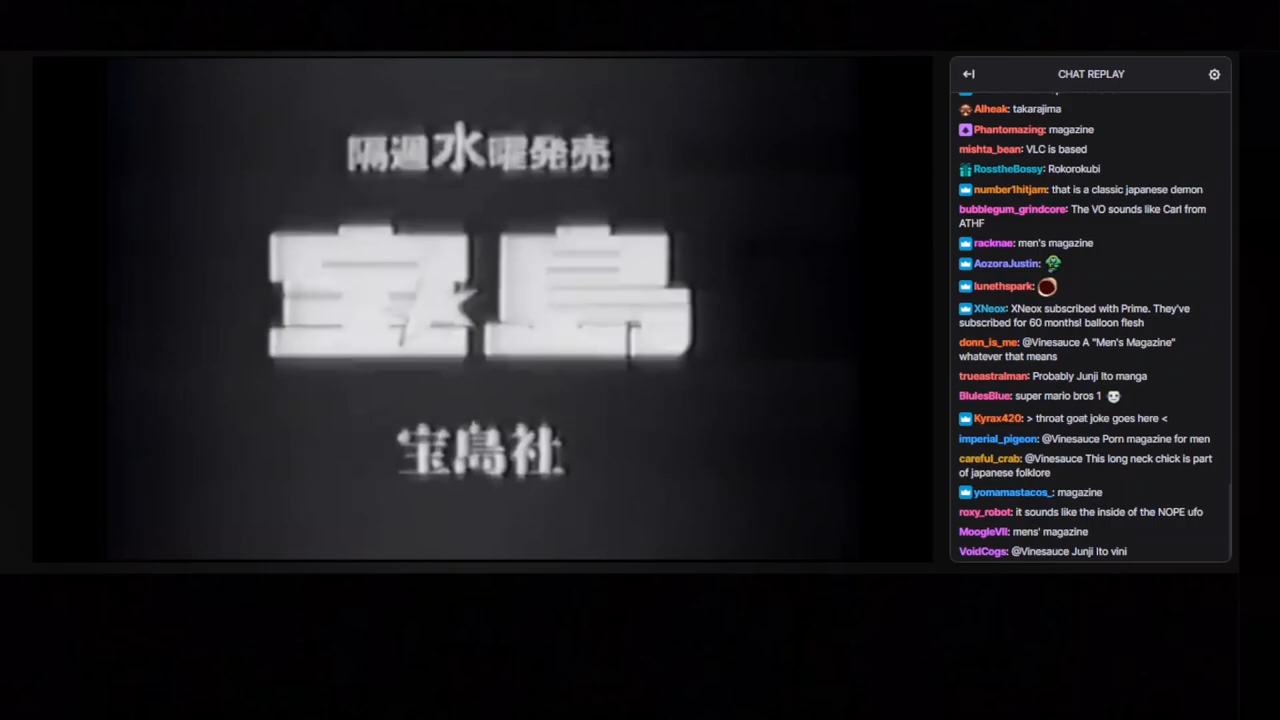 隔週水曜発売
宝島
宝島社
CHAT REPLAY
Alheak: takarajima
Phantomazing: magazine
mishta_bean: VLC is based
RosstheBossy: Rokorokubi
number1hitjam: that is a classic japanese demon
bubblegum_grindcore: The VO sounds like Carl from
ATHF
racknae: men's magazine
AozoraJustin:
lunethspark:
XNeox: XNeox subscribed with Prime. They've
subscribed for 60 months! balloon flesh
donn_is_me: @Vinesauce A "Men's Magazine"
whatever that means
trueastralman: Probably Junji Ito manga
BlulesBlue: super mario bros 1
Kyrax420: > throat goat joke goes here <
imperial_pigeon: @Vinesauce Porn magazine for men
careful_crab: @Vinesauce This long neck chick is part
of japanese folklore
yomamastacos_: magazine
roxy_robot: it sounds like the inside of the NOPE ufo
MoogleVII: mens' magazine
VoidCogs: @Vinesauce Junji Ito vini